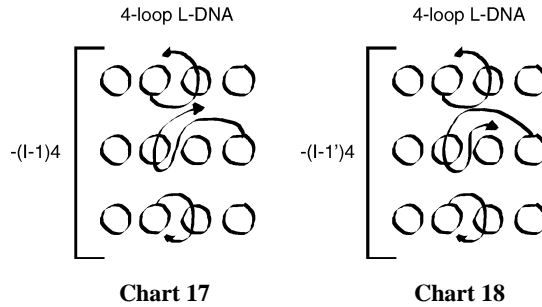 4-loop L-DNA
4-loop L-DNA
-(I-1)4
-(I-1')4
Chart 17
Chart 18